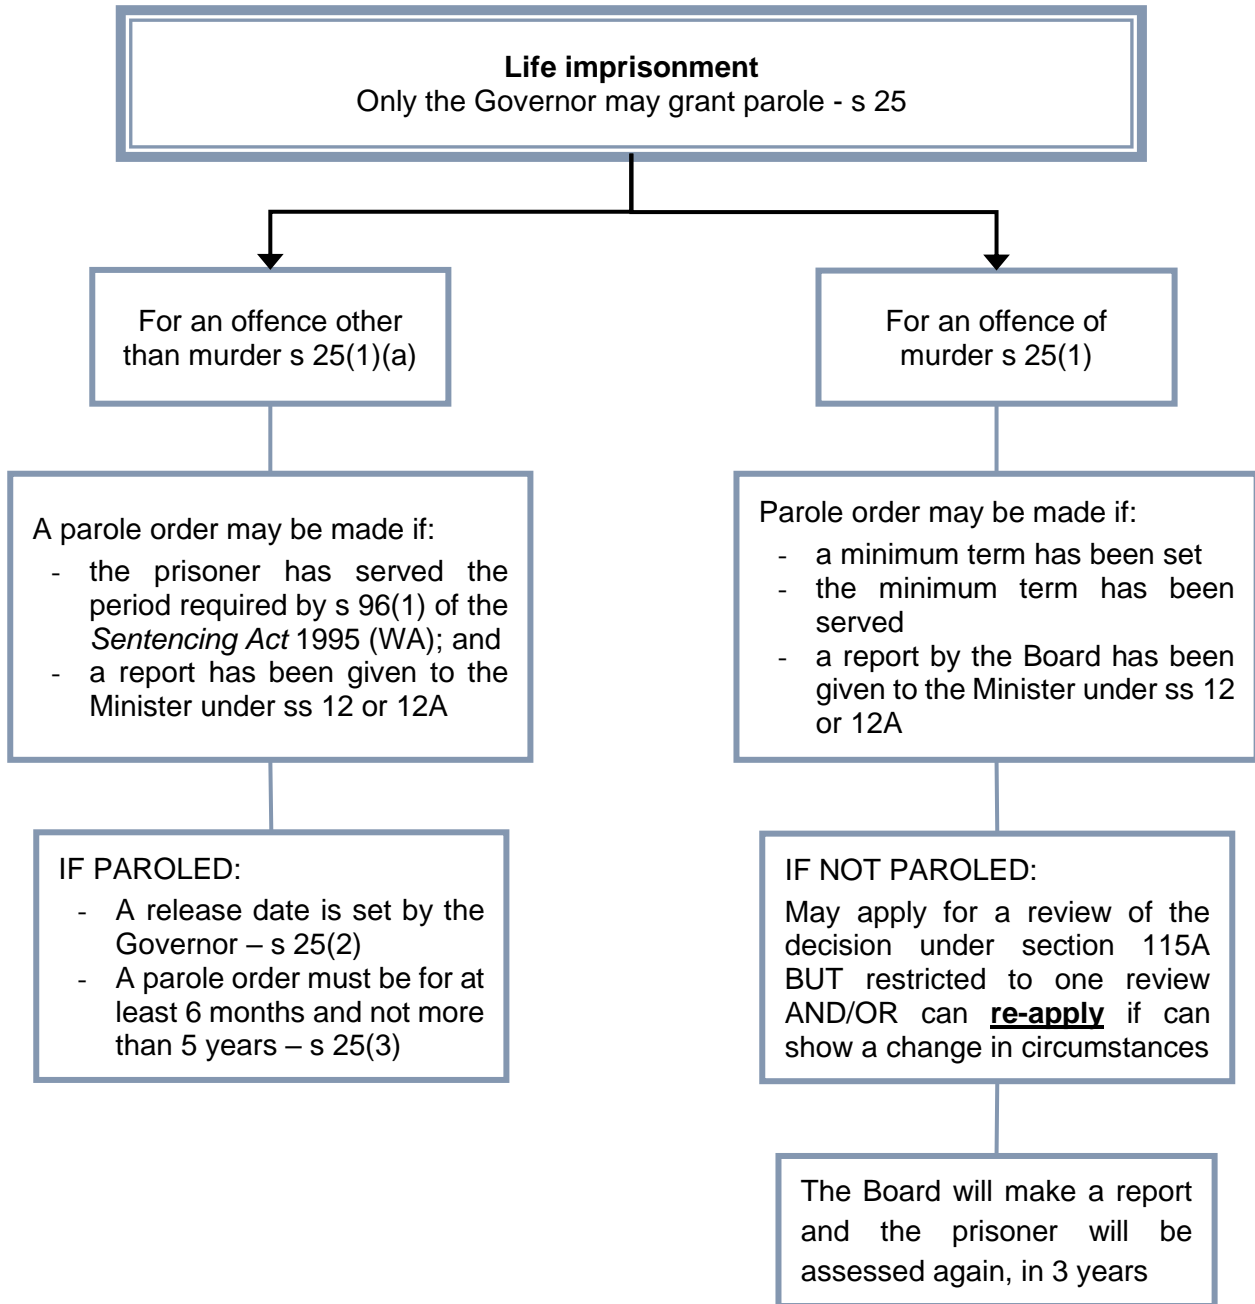 Life imprisonment
Only the Governor may grant parole - s 25
For an offence other
than murder s 25(1)(a)
A parole order may be made if:
- the prisoner has served the
period required by s 96(1) of the
Sentencing Act 1995 (WA); and
- a report has been given to the
Minister under ss 12 or 12A
IF PAROLED:
- A release date is set by the
Governor – s 25(2)
- A parole order must be for at
least 6 months and not more
than 5 years – s 25(3)
For an offence of
murder s 25(1)
Parole order may be made if:
- a minimum term has been set
- the minimum term has been
served
- a report by the Board has been
given to the Minister under ss 12
or 12A
IF NOT PAROLED:
May apply for a review of the
decision under section 115A
BUT restricted to one review
AND/OR can re-apply if can
show a change in circumstances
The Board will make a report
and the prisoner will be
assessed again, in 3 years